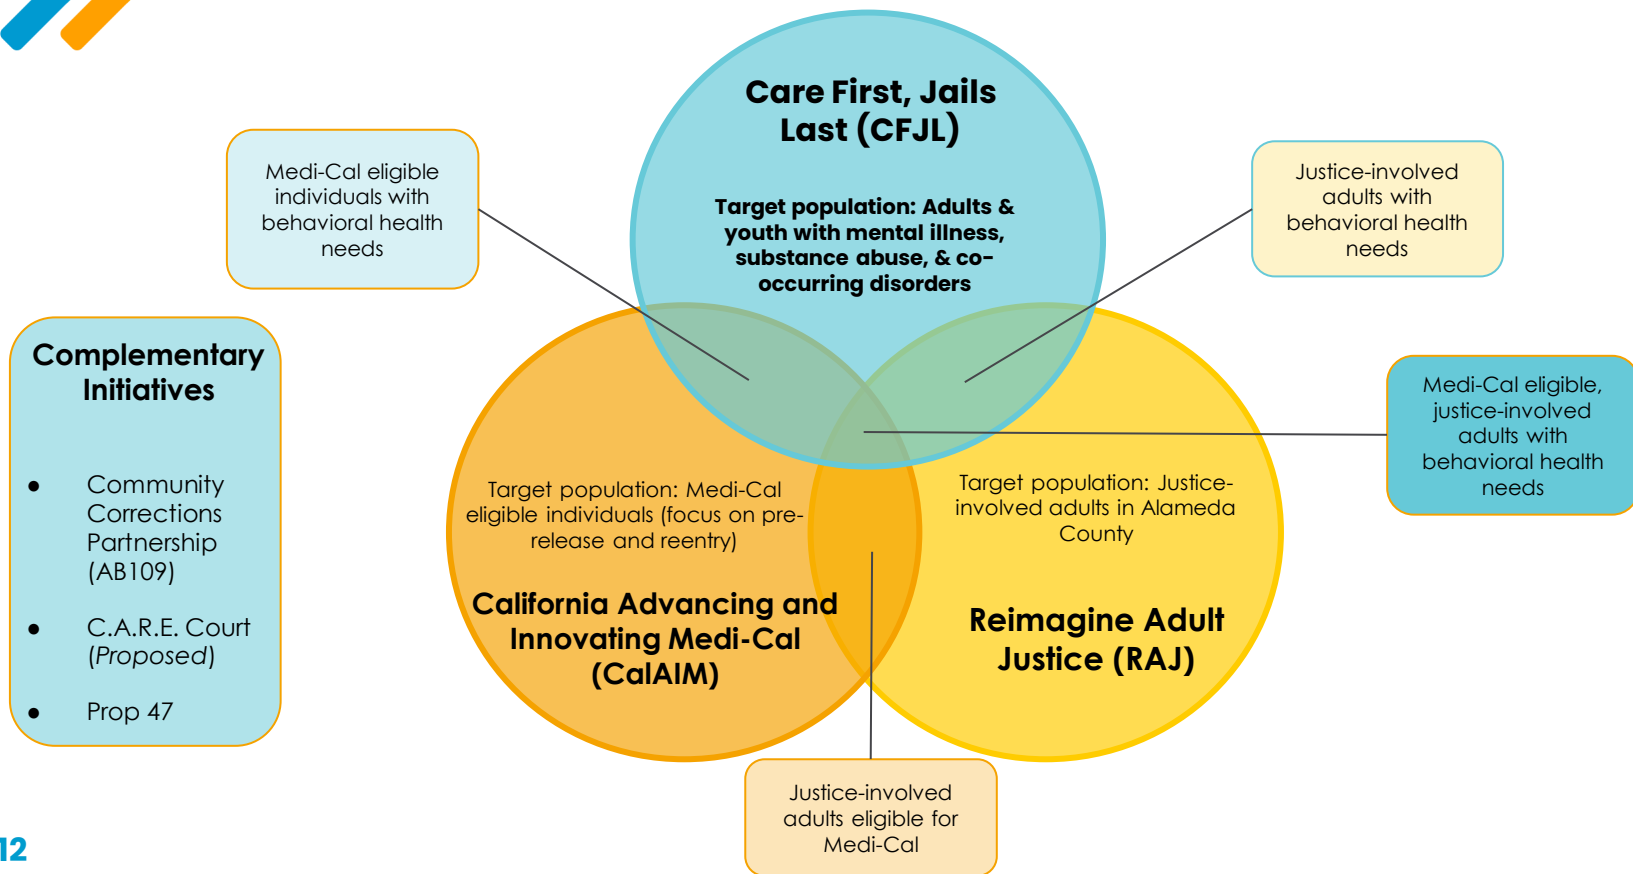 Care First, Jails
Last (CFJL)
Target population: Adults &
youth with mental illness,
substance abuse, & co-
occurring disorders
Medi-Cal eligible
individuals with
behavioral health
needs
Justice-involved
adults with
behavioral health
needs
Complementary
Initiatives
● Community
Corrections
Partnership
(AB109)
● C.A.R.E. Court
(Proposed)
● Prop 47
Medi-Cal eligible,
justice-involved
adults with
behavioral health
needs
Target population: Medi-Cal
eligible individuals (focus on pre-
release and reentry)
California Advancing and
Innovating Medi-Cal
(CalAIM)
Target population: Justice-
involved adults in Alameda
County
Reimagine Adult
Justice (RAJ)
Justice-involved
adults eligible for
Medi-Cal
12